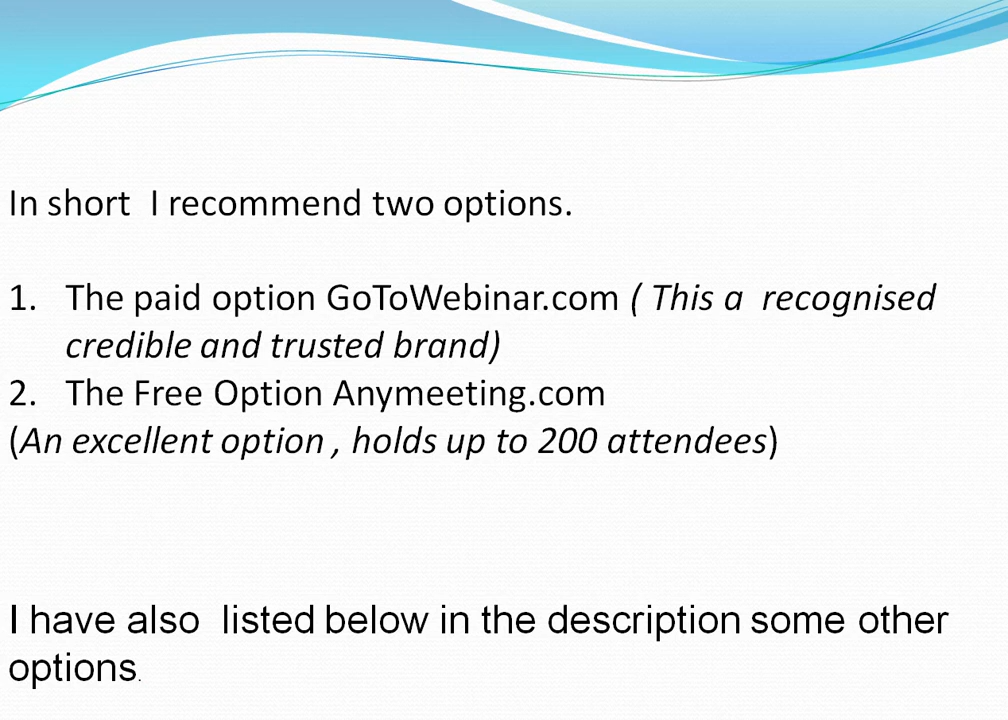 In short  I recommend two options.
1. The paid option GoToWebinar.com ( This a  recognised
credible and trusted brand)
2. The Free Option Anymeeting.com
(An excellent option , holds up to 200 attendees)
I have also  listed below in the description some other
options.